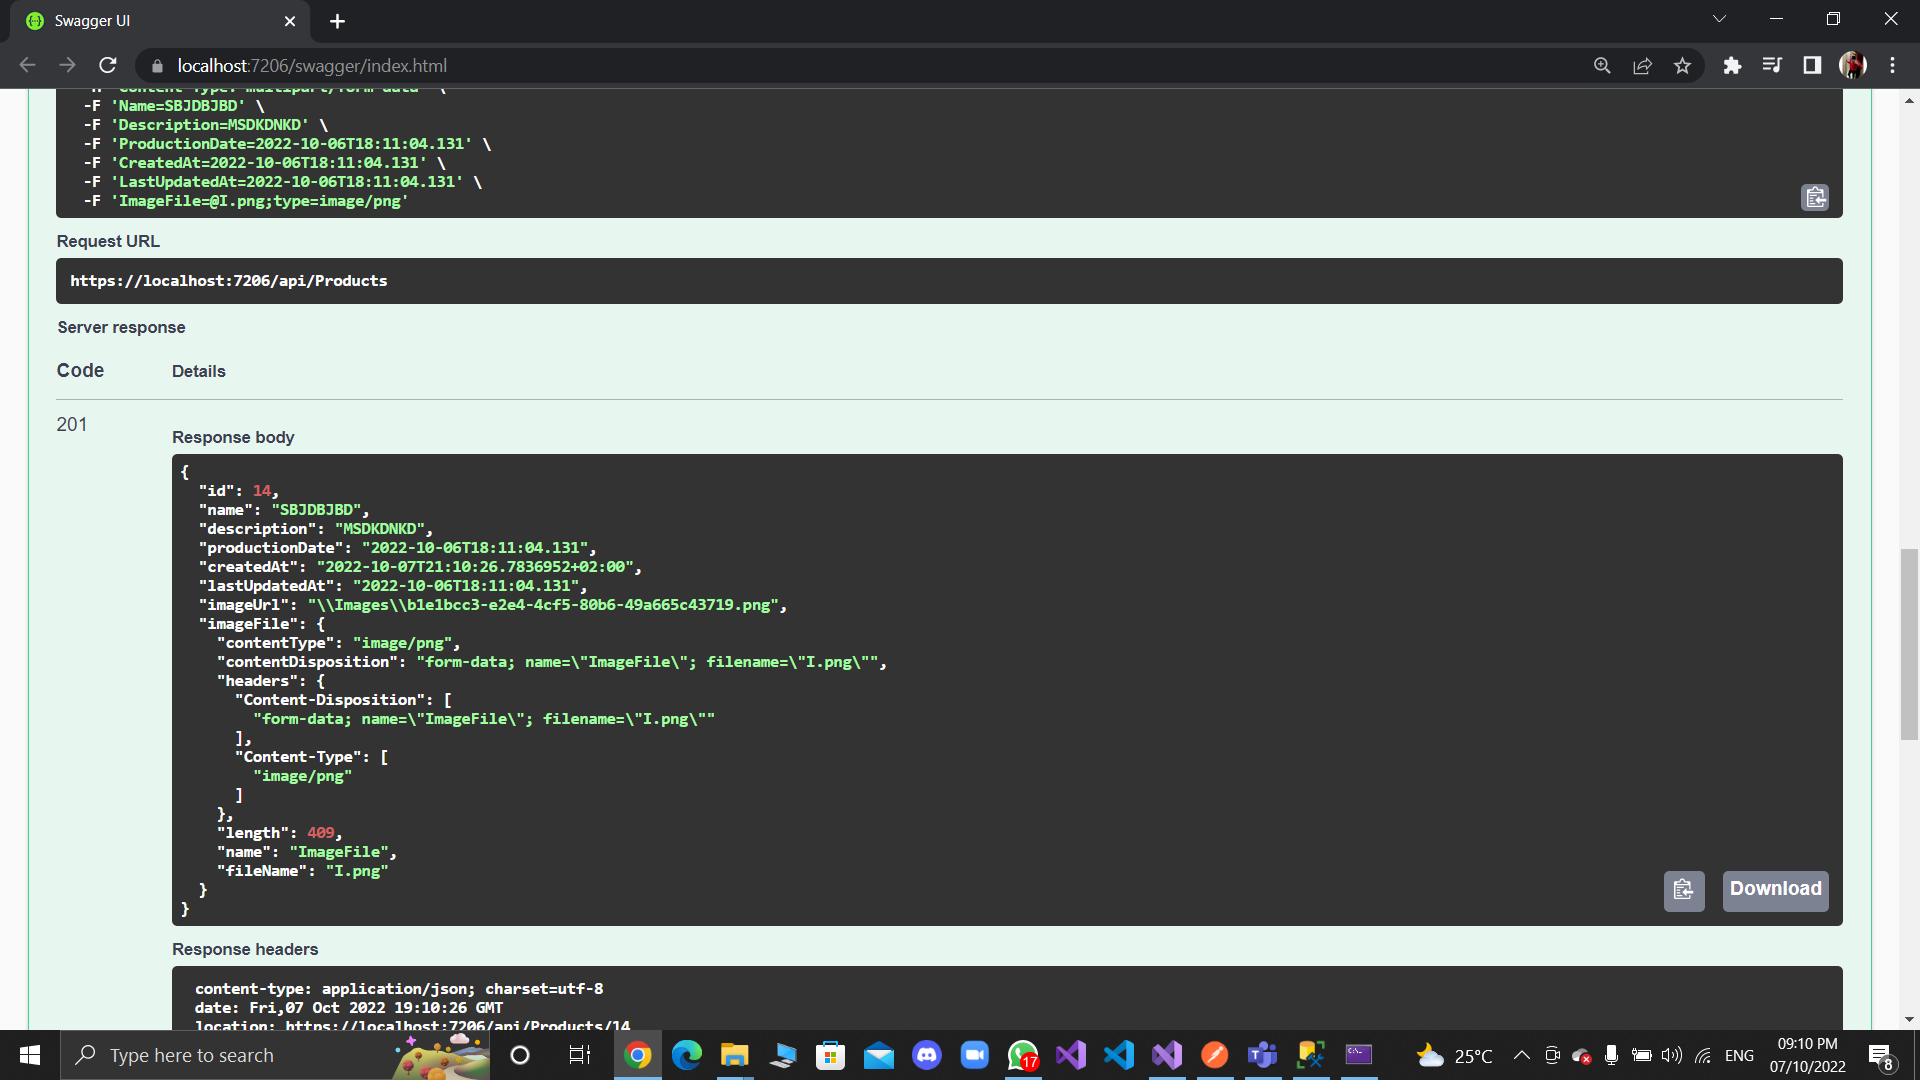 Swagger UI
localhost:7206/swagger/index.html
-H 'Content-Type: multipart/form-data' \
-F 'Name=SBJDBJBD' \
-F 'Description=MSDKDNKD' \
-F 'ProductionDate=2022-10-06T18:11:04.131' \
-F 'CreatedAt=2022-10-06T18:11:04.131' \
-F 'LastUpdatedAt=2022-10-06T18:11:04.131' \
-F 'ImageFile=@I.png;type=image/png'
Request URL
https://localhost:7206/api/Products
Server response
Code Details
201
Response body
{
"id": 14,
"name": "SBJDBJBD",
"description": "MSDKDNKD",
"productionDate": "2022-10-06T18:11:04.131",
"createdAt": "2022-10-07T21:10:26.7836952+02:00",
"lastUpdatedAt": "2022-10-06T18:11:04.131",
"imageUrl": "\\Images\\b1e1bcc3-e2e4-4cf5-80b6-49a665c43719.png",
"imageFile": {
"contentType": "image/png",
"contentDisposition": "form-data; name=\"ImageFile\"; filename=\"I.png\"",
"headers": {
"Content-Disposition": [
"form-data; name=\"ImageFile\"; filename=\"I.png\""
],
"Content-Type": [
"image/png"
]
},
"length": 409,
"name": "ImageFile",
"fileName": "I.png"
}
}
Download
Response headers
content-type: application/json; charset=utf-8
date: Fri,07 Oct 2022 19:10:26 GMT
location: https://localhost:7206/api/Products/14
Type here to search
17
25°C
ENG
09:10 PM
07/10/2022
8